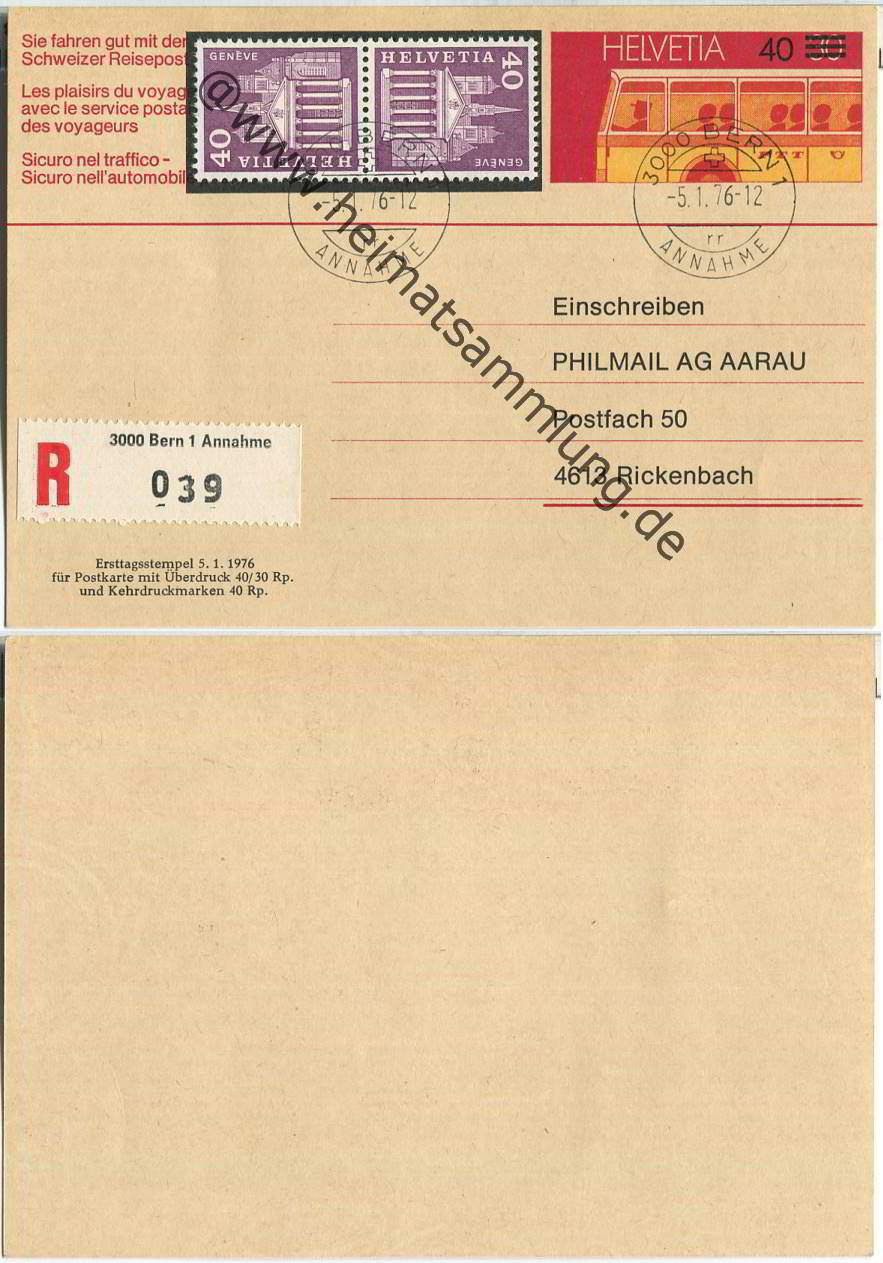 Sie fahren gut mit der
Schweizer Reisepost
Les plaisirs du voyag
avec le service posta
des voyageurs
Sicuro nel traffico -
Sicuro nell'automobil
GENÈVE
40
HELVETIA
HELVETIA
40
GENÈVE
HELVETIA 40 30
PTT
BERN 1
-5.1.76-12
ANNAHME
3000 BERN 1
-5.1.76-12
rr
ANNAHME
@www.heimatsammlung.de
Einschreiben
PHILMAIL AG AARAU
Postfach 50
4613 Rickenbach
R
3000 Bern 1 Annahme
039
Ersttagsstempel 5. 1. 1976
für Postkarte mit Überdruck 40/30 Rp.
und Kehrdruckmarken 40 Rp.